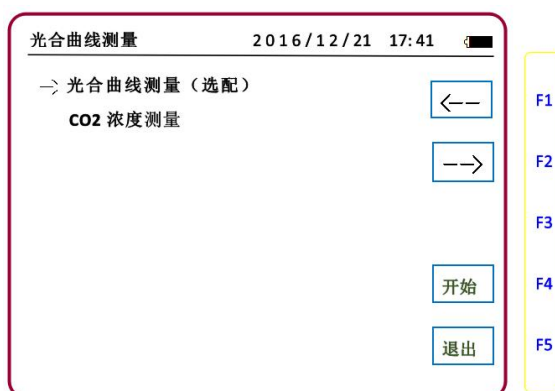 光合曲线测量 2016/12/21 17:41
→ 光合曲线测量（选配）
CO2 浓度测量
<--
-->
开始
退出
F1
F2
F3
F4
F5